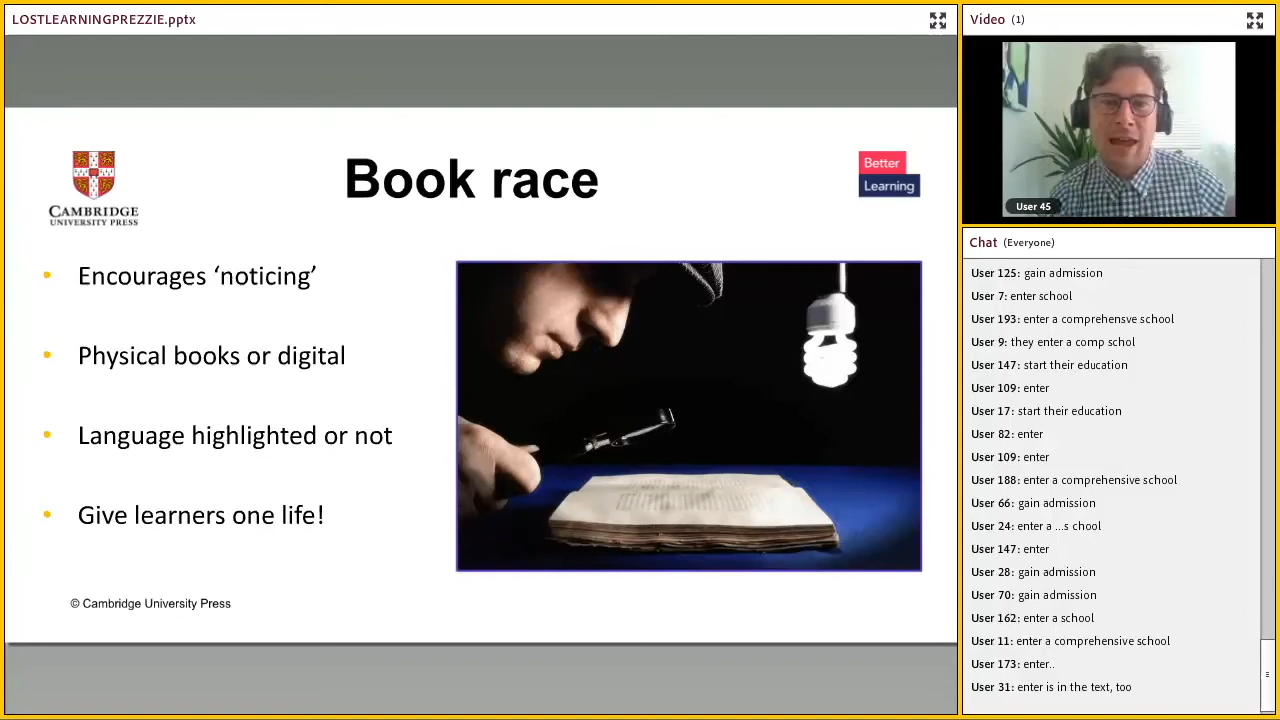 LOSTLEARNINGPREZZIE.pptx
CAMBRIDGE
UNIVERSITY PRESS
Book race
Better
Learning
• Encourages ‘noticing’
• Physical books or digital
• Language highlighted or not
• Give learners one life!
© Cambridge University Press
Video (1)
User 45
Chat (Everyone)
User 125: gain admission
User 7: enter school
User 193: enter a comprehensve school
User 9: they enter a comp schol
User 147: start their education
User 109: enter
User 17: start their education
User 82: enter
User 109: enter
User 188: enter a comprehensive school
User 66: gain admission
User 24: enter a ...s chool
User 147: enter
User 28: gain admission
User 70: gain admission
User 162: enter a school
User 11: enter a comprehensive school
User 173: enter..
User 31: enter is in the text, too